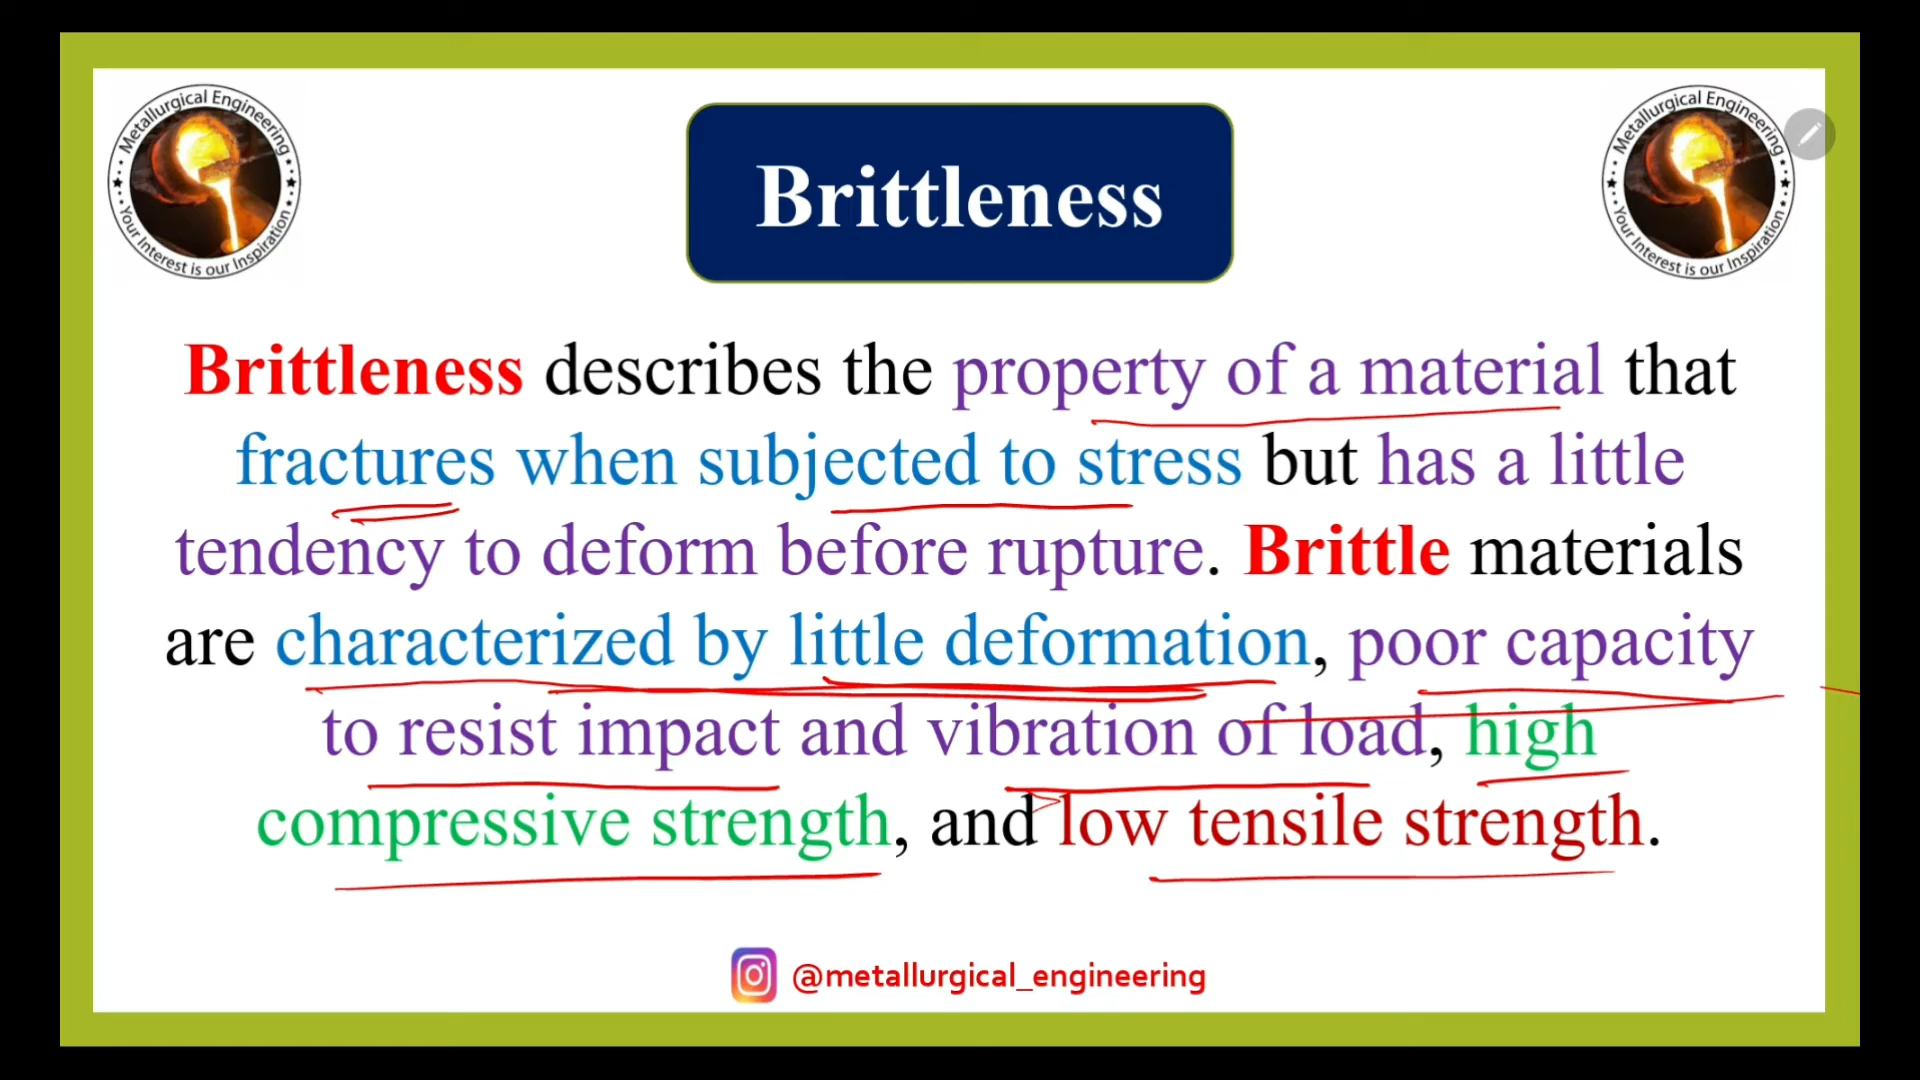 Metallurgical Engineering
Your Interest is our Inspiration
Brittleness
Metallurgical Engineering
Your Interest is our Inspiration
Brittleness describes the property of a material that
fractures when subjected to stress but has a little
tendency to deform before rupture. Brittle materials
are characterized by little deformation, poor capacity
to resist impact and vibration of load, high
compressive strength, and low tensile strength.
@metallurgical_engineering